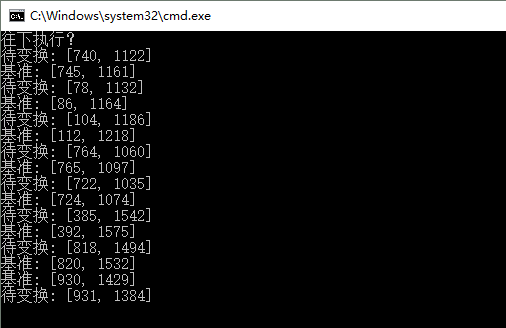 C:\Windows\system32\cmd.exe
往下执行？
待变换: [740, 1122]
基准: [745, 1161]
待变换: [78, 1132]
基准: [86, 1164]
待变换: [104, 1186]
基准: [112, 1218]
待变换: [764, 1060]
基准: [765, 1097]
待变换: [722, 1035]
基准: [724, 1074]
待变换: [385, 1542]
基准: [392, 1575]
待变换: [818, 1494]
基准: [820, 1532]
基准: [930, 1429]
待变换: [931, 1384]